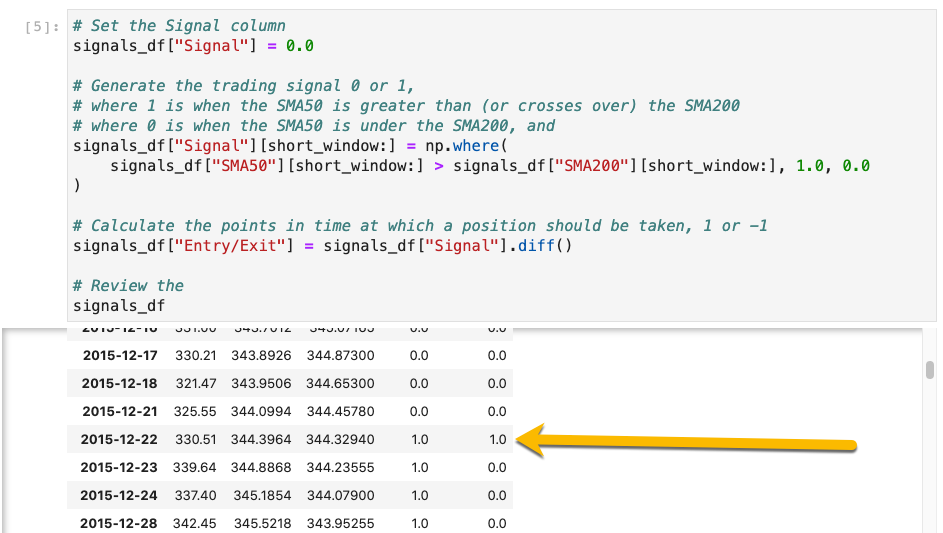 [5]: # Set the Signal column
signals_df["Signal"] = 0.0
# Generate the trading signal 0 or 1,
# where 1 is when the SMA50 is greater than (or crosses over) the SMA200
# where 0 is when the SMA50 is under the SMA200, and
signals_df["Signal"][short_window:] = np.where(
    signals_df["SMA50"][short_window:] > signals_df["SMA200"][short_window:], 1.0, 0.0
)
# Calculate the points in time at which a position should be taken, 1 or -1
signals_df["Entry/Exit"] = signals_df["Signal"].diff()
# Review the
signals_df
2015-12-17 330.21 343.8926 344.87300 0.0 0.0
2015-12-18 321.47 343.9506 344.65300 0.0 0.0
2015-12-21 325.55 344.0994 344.45780 0.0 0.0
2015-12-22 330.51 344.3964 344.32940 1.0 1.0
2015-12-23 339.64 344.8868 344.23555 1.0 0.0
2015-12-24 337.40 345.1854 344.07900 1.0 0.0
2015-12-28 342.45 345.5218 343.95255 1.0 0.0